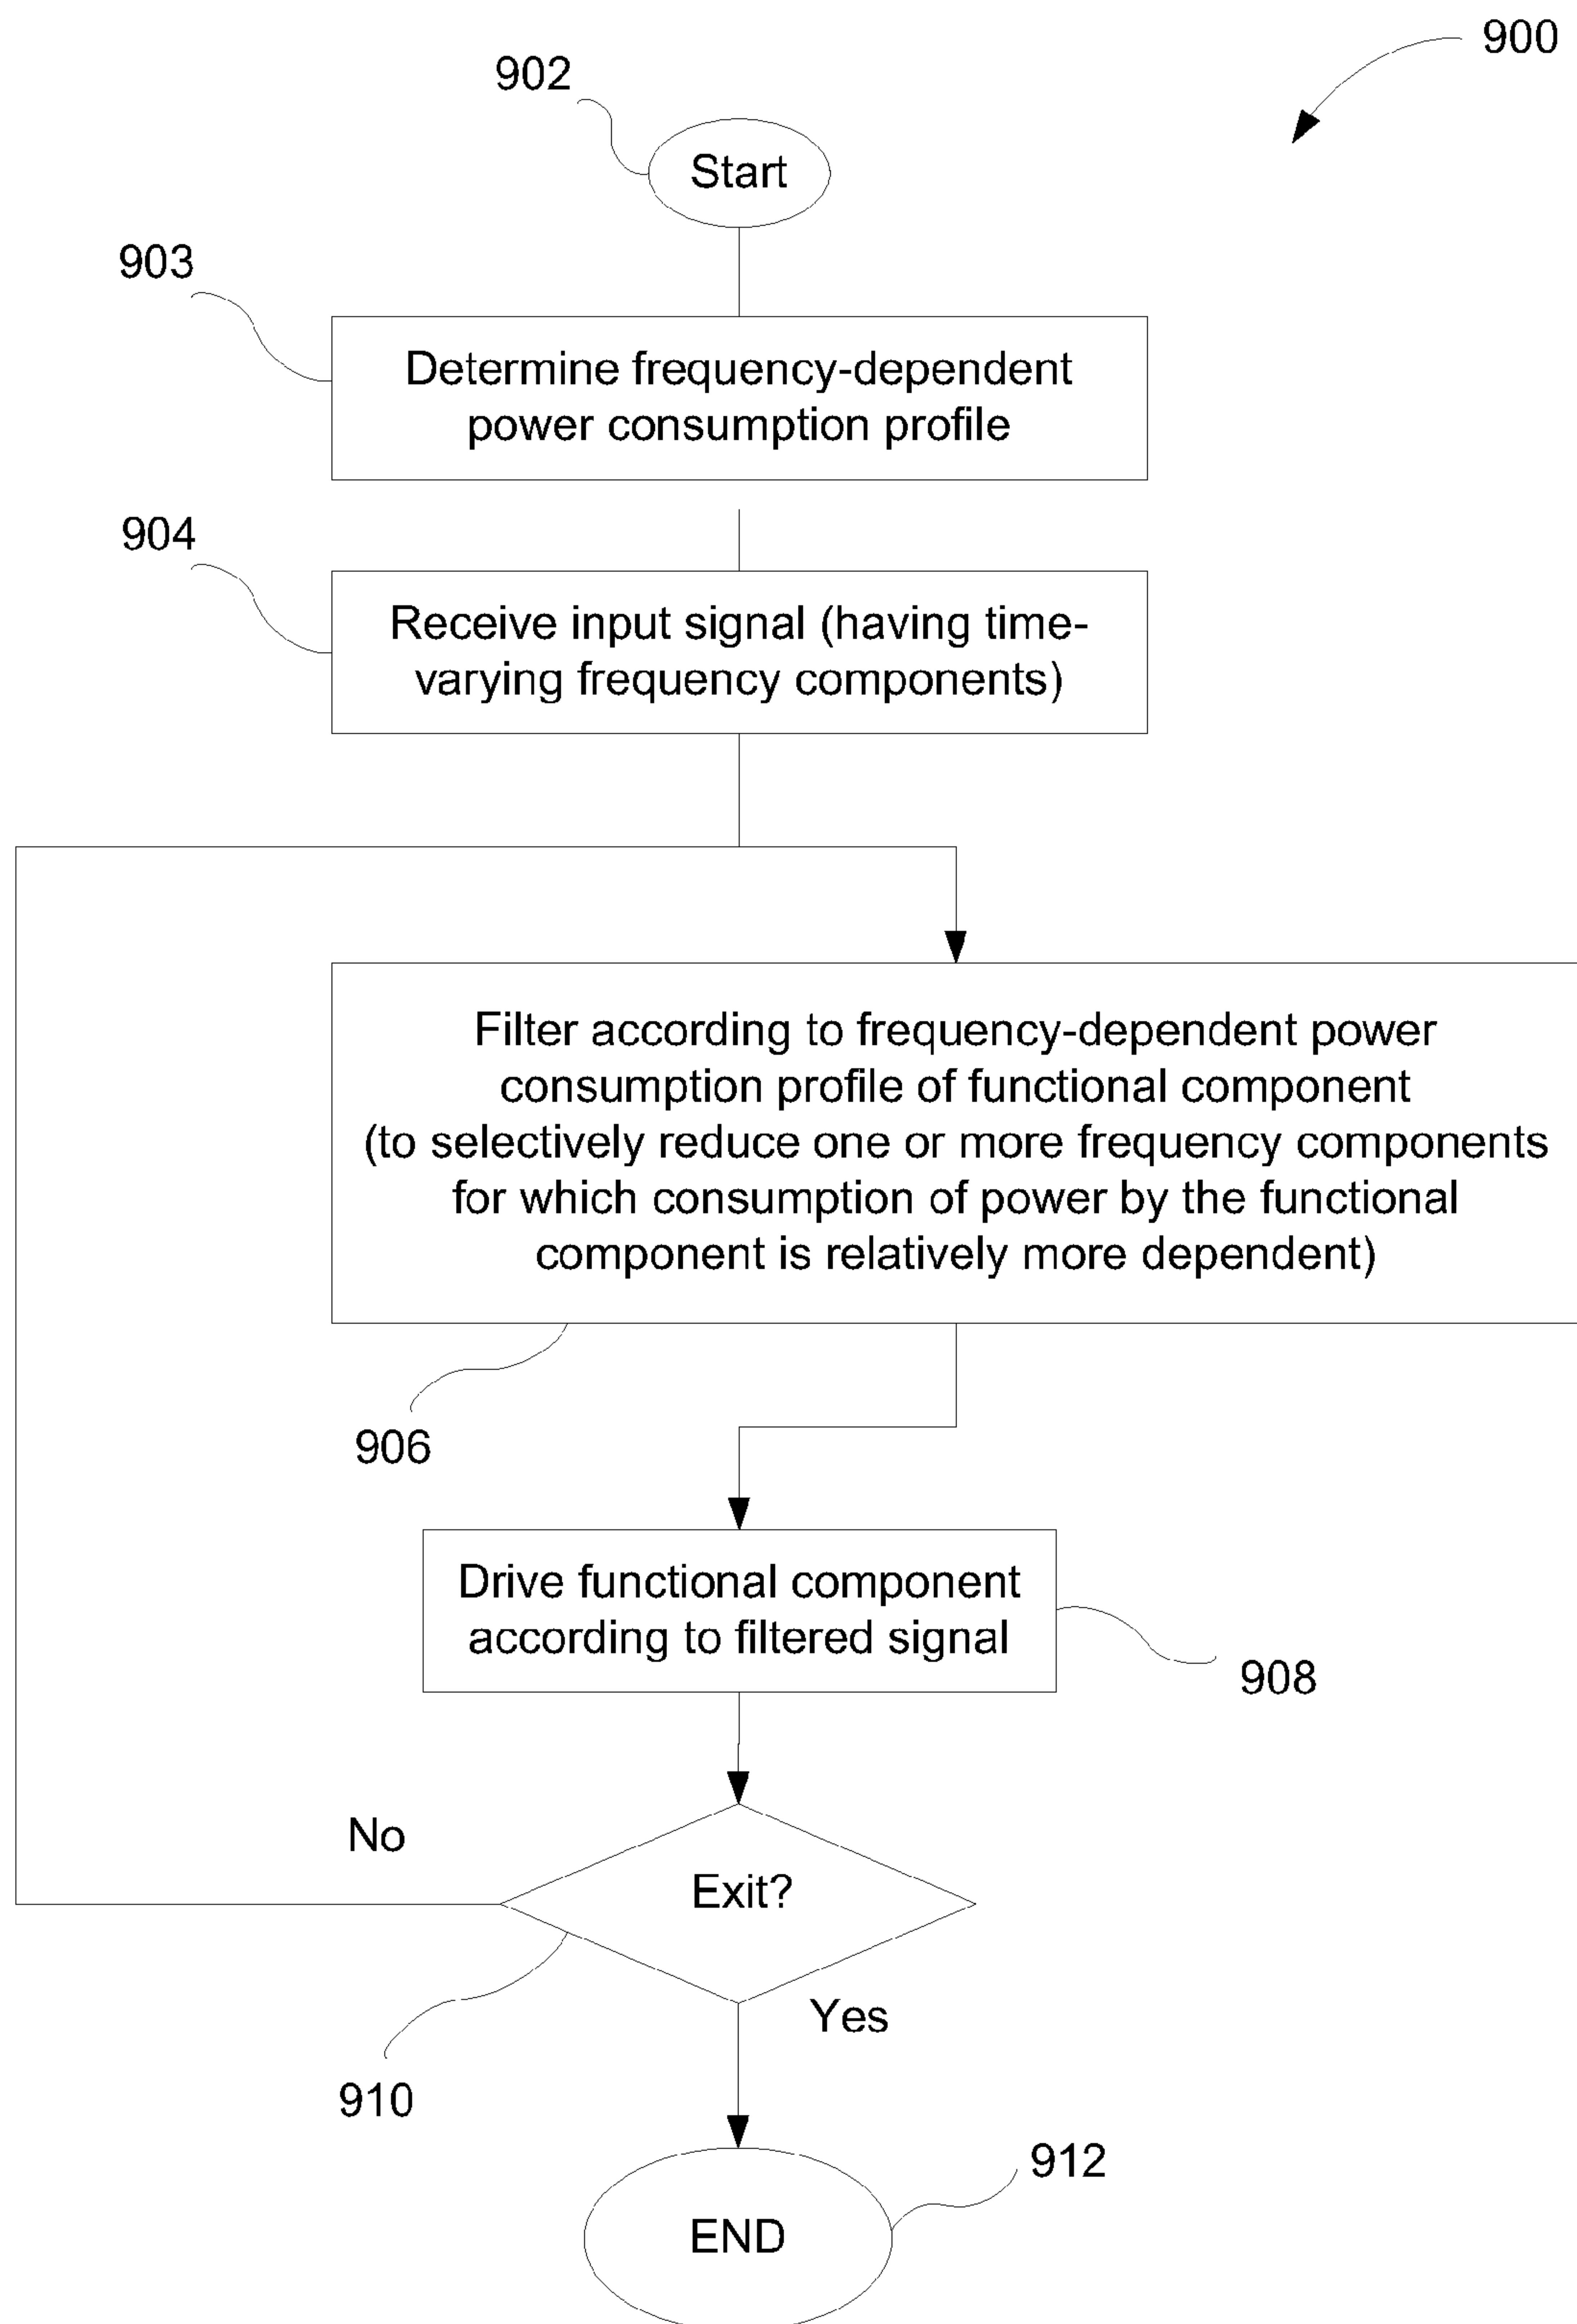 900
902
Start
903
Determine frequency-dependent
power consumption profile
904
Receive input signal (having time-
varying frequency components)
Filter according to frequency-dependent power
consumption profile of functional component
(to selectively reduce one or more frequency components
for which consumption of power by the functional
component is relatively more dependent)
906
Drive functional component
according to filtered signal
908
No
Exit?
Yes
910
912
END